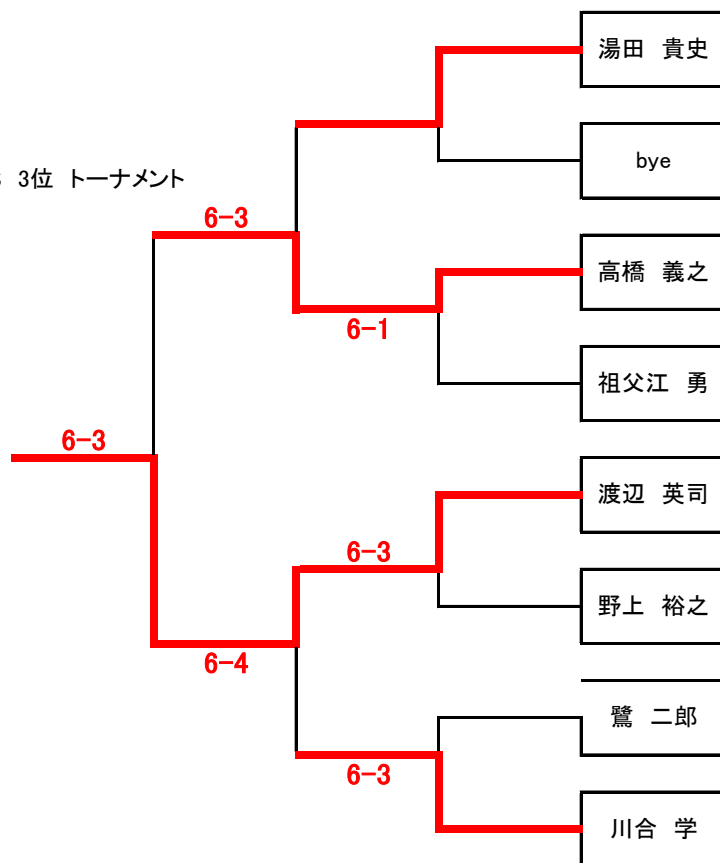 湯田 貴史
bye
3位 トーナメント
6-3
高橋 義之
6-1
祖父江 勇
6-3
渡辺 英司
6-3
野上 裕之
6-4
鷺 二郎
6-3
川合 学